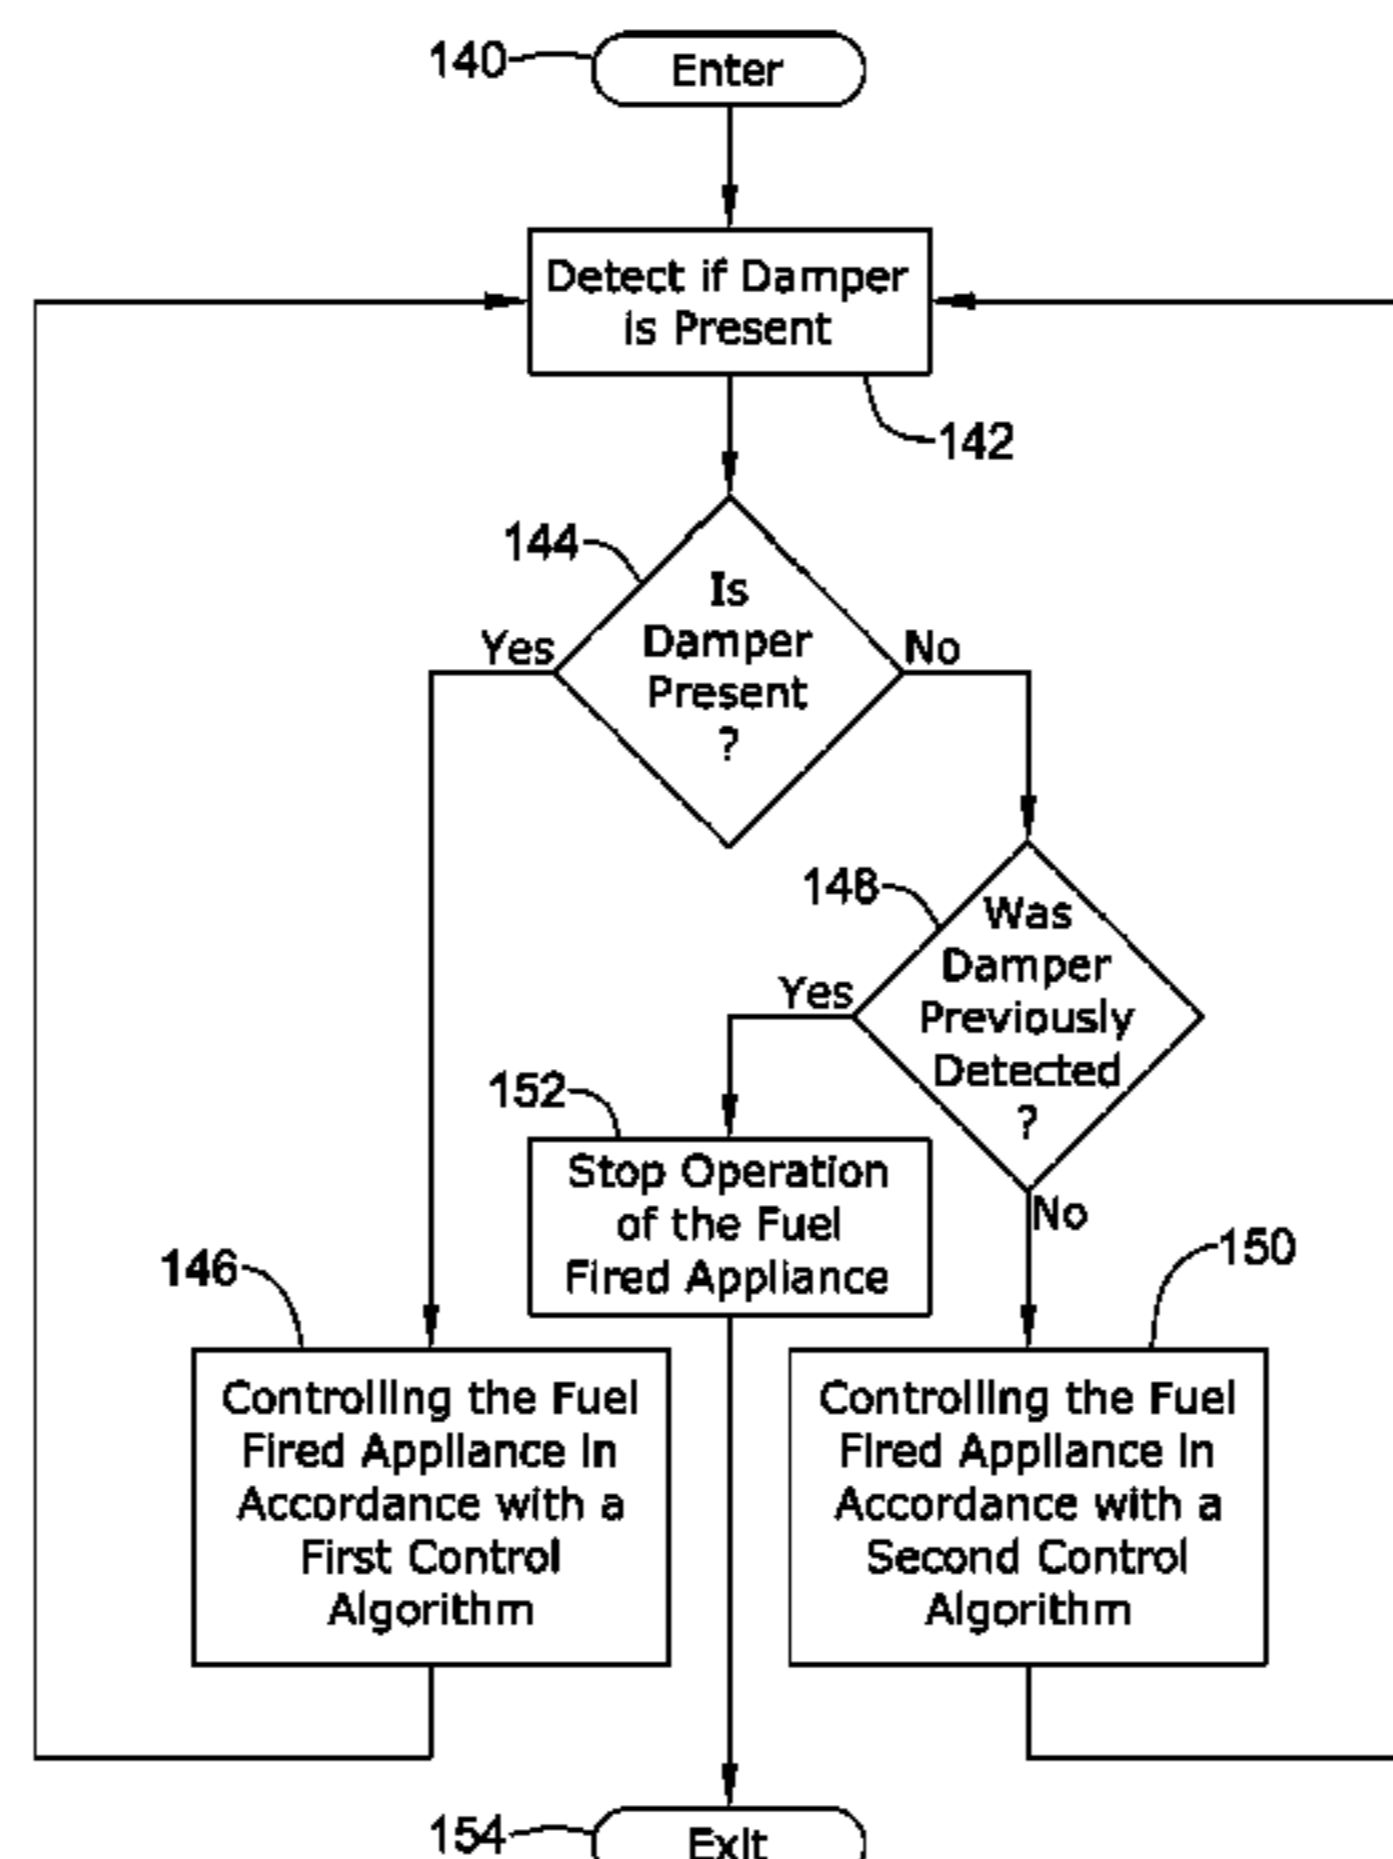 140
Enter
Detect if Damper
is Present
142
144
Is
Damper
Present
?
Yes
No
148
Was
Damper
Previously
Detected
?
Yes
No
152
Stop Operation
of the Fuel
Fired Appliance
146
Controlling the Fuel
Fired Appliance in
Accordance with a
First Control
Algorithm
150
Controlling the Fuel
Fired Appliance in
Accordance with a
Second Control
Algorithm
154
Exit